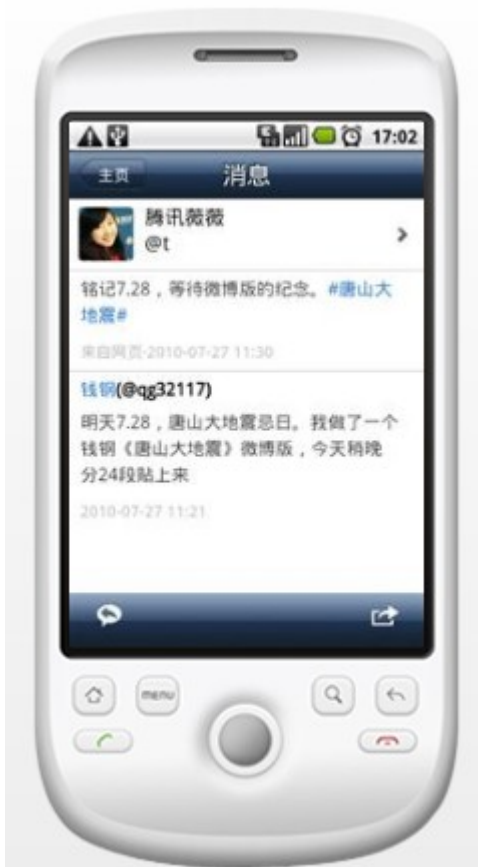 17:02
主页
消息
腾讯薇薇
@t
铭记7.28，等待微博版的纪念。#唐山大
地震#
来自网页-2010-07-27 11:30
钱钢(@qg32117)
明天7.28，唐山大地震忌日。我做了一个
钱钢《唐山大地震》微博版，今天稍晚
分24段贴上来
2010-07-27 11:21
menu